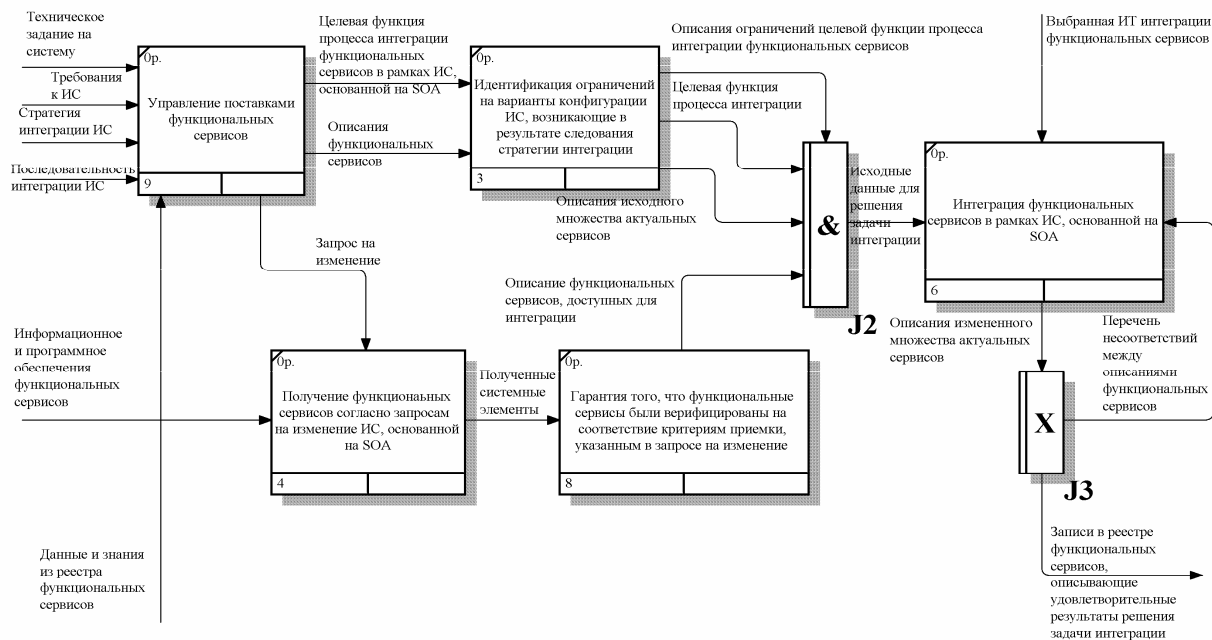 Техническое
задание на
систему
Требования
к ИС
Стратегия
интеграции ИС
Последовательность
интеграции ИС
0р.
Управление поставками
функциональных
сервисов
9
Целевая функция
процесса интеграции
функциональных
сервисов в рамках ИС,
основанной на SOA
Описания
функциональных
сервисов
0р.
Идентификация ограничений
на варианты конфигурации
ИС, возникающие в
результате следования
стратегии интеграции
3
Описания ограничений целевой функции процесса
интеграции функциональных сервисов
Целевая функция
процесса интеграции
Описания исходного
множества актуальных
сервисов
&
J2
Исходные
данные для
решения
задачи
интеграции
Выбранная ИТ интеграции
функциональных сервисов
0р.
Интеграция функциональных
сервисов в рамках ИС, основанной на
SOA
6
Запрос на
изменение
Описание функциональных
сервисов, доступных для
интеграции
Информационное
и программное
обеспечения
функциональных
сервисов
0р.
Получение функциональных
сервисов согласно запросам
на изменение ИС, основанной
на SOA
4
Полученные
системные
элементы
0р.
Гарантия того, что функциональные
сервисы были верифицированы на
соответствие критериям приемки,
указанным в запросе на изменение
8
Описания измененного
множества актуальных
сервисов
Перечень
несоответствий
между
описаниями
функциональных
сервисов
X
J3
Данные и знания
из реестра
функциональных
сервисов
Записи в реестре
функциональных
сервисов,
описывающие
удовлетворительные
результаты решения
задачи интеграции